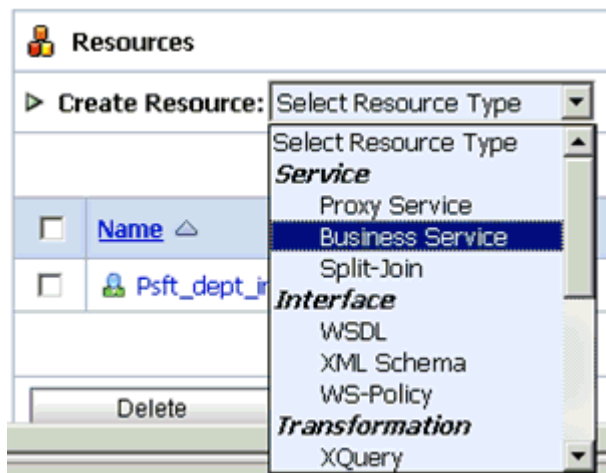 Resources
Create Resource: Select Resource Type
Select Resource Type
Service
Proxy Service
Business Service
Split-Join
Interface
WSDL
XML Schema
WS-Policy
Transformation
XQuery
Name
Psft_dept_i
Delete